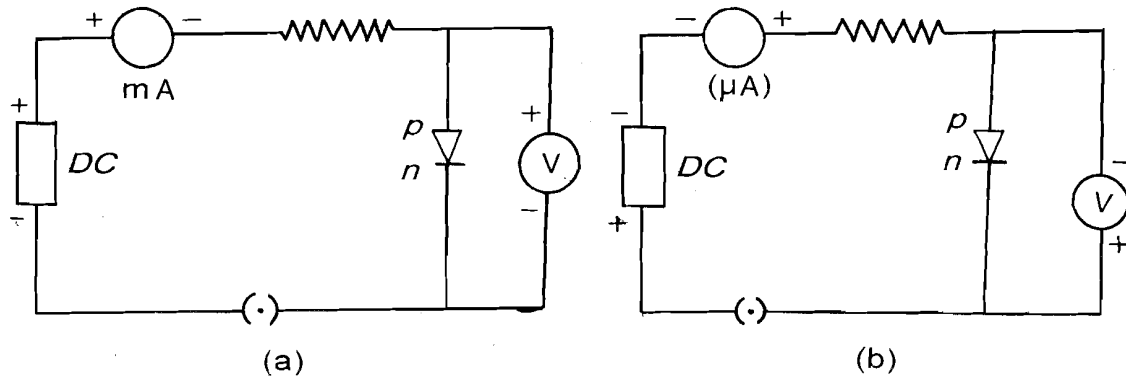 + − − +
mA (μA)
+ −
p + p
DC n V DC n −
− − + V
+
(a) (b)